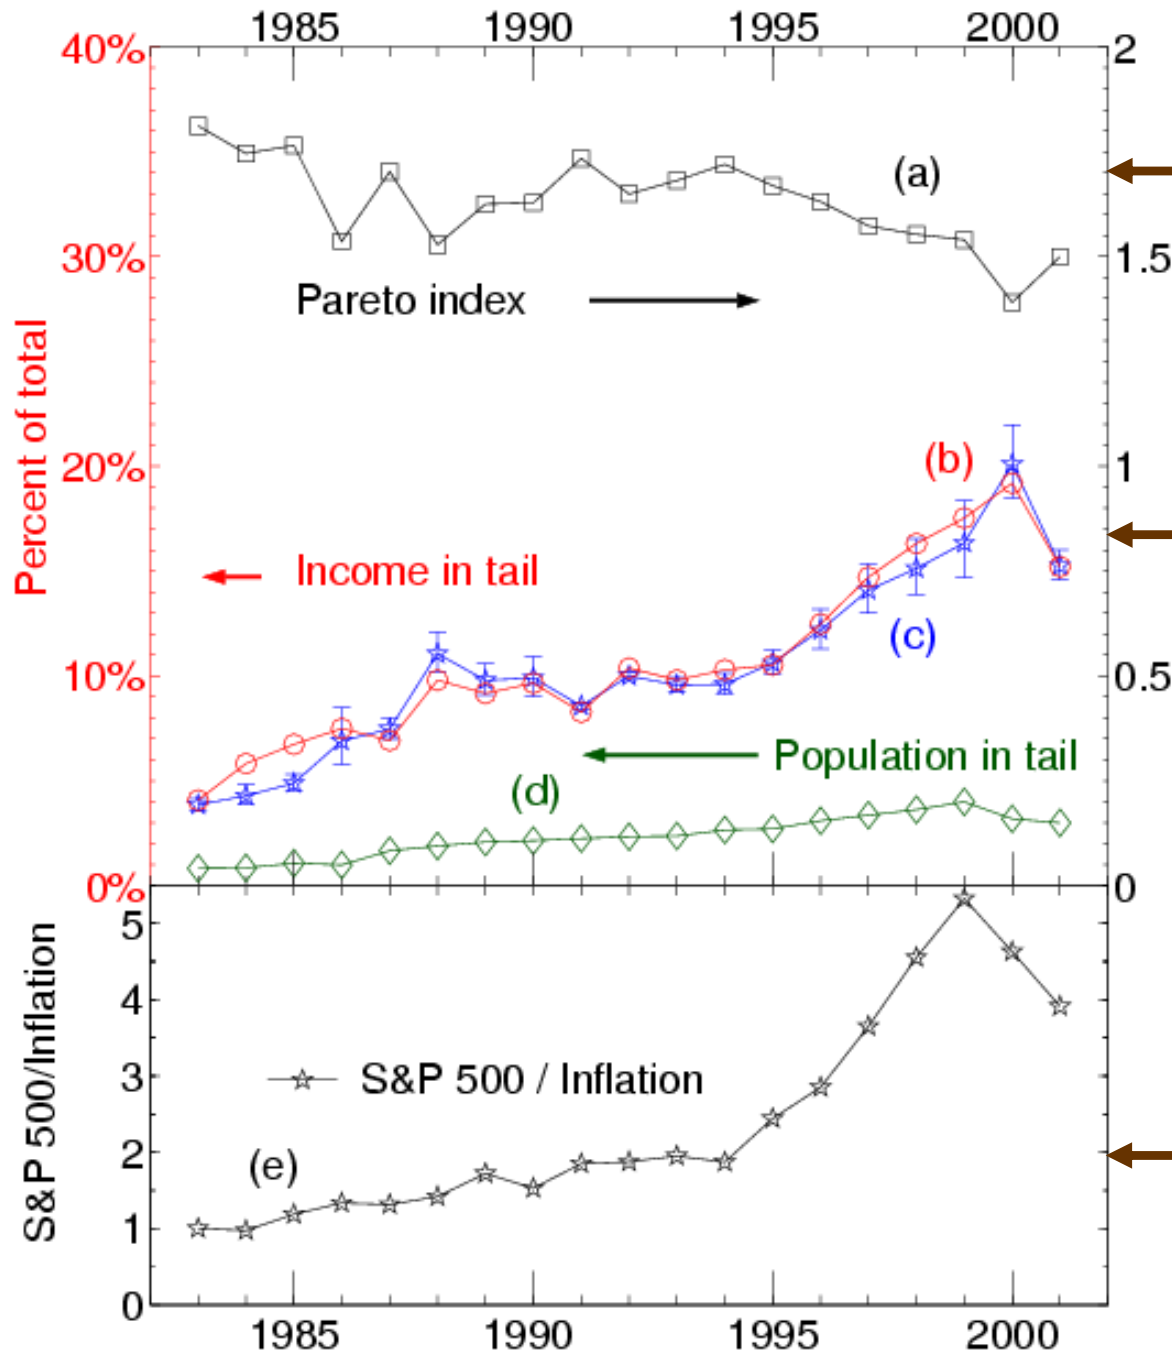 1985 1990 1995 2000
40% 2
(a)
30% 1.5
Pareto index
Percent of total
(b)
20% 1
Income in tail
(c)
10% 0.5
Population in tail
(d)
0% 0
5
4
S&P 500/Inflation
3 S&P 500 / Inflation
2
(e)
1
0
1985 1990 1995 2000